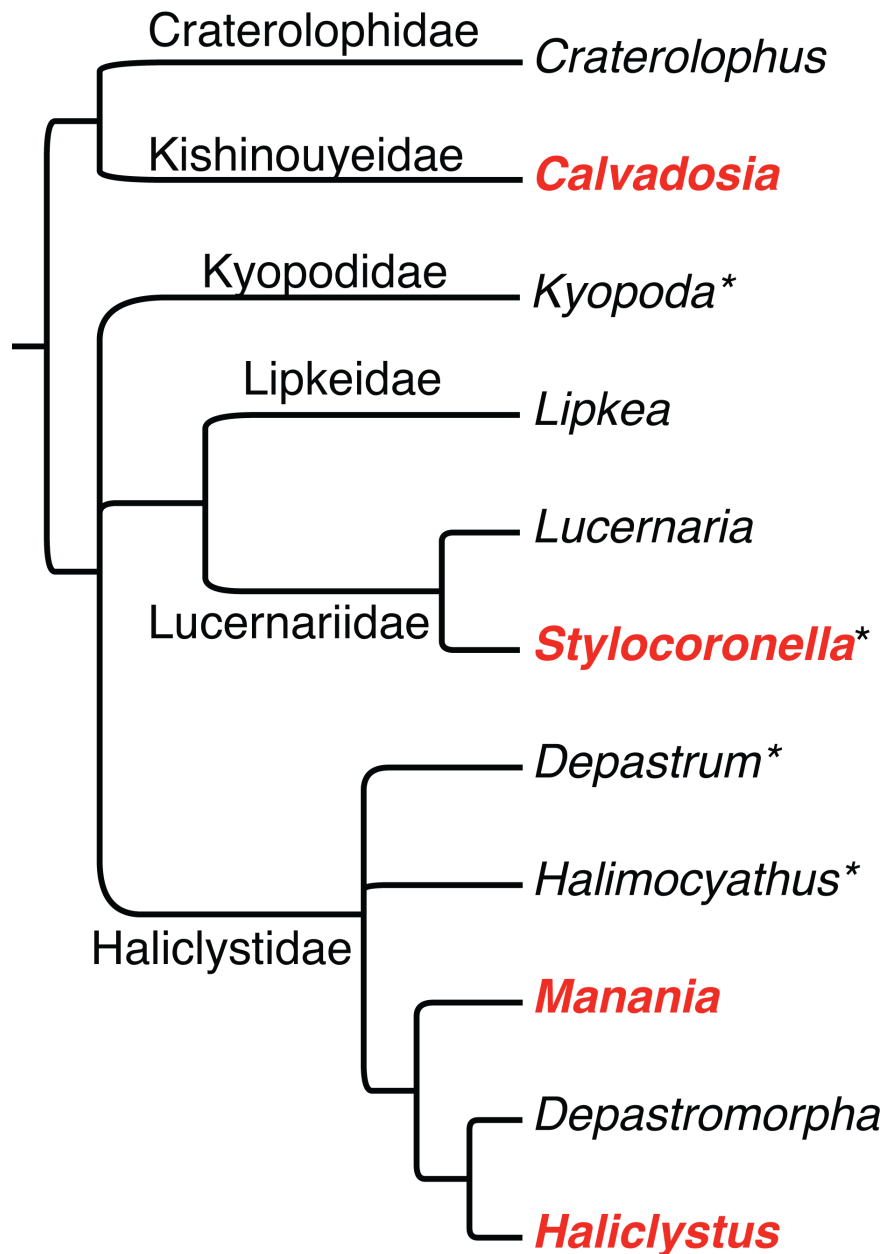 Craterolophidae
Craterolophus
Kishinouyeidae
Calvadosia
Kyopodidae
Kyopoda*
Lipkeidae
Lipkea
Lucernaria
Lucernariidae
Stylocoronella*
Depastrum*
Halimocyathus*
Haliclystidae
Manania
Depastromorpha
Haliclystus